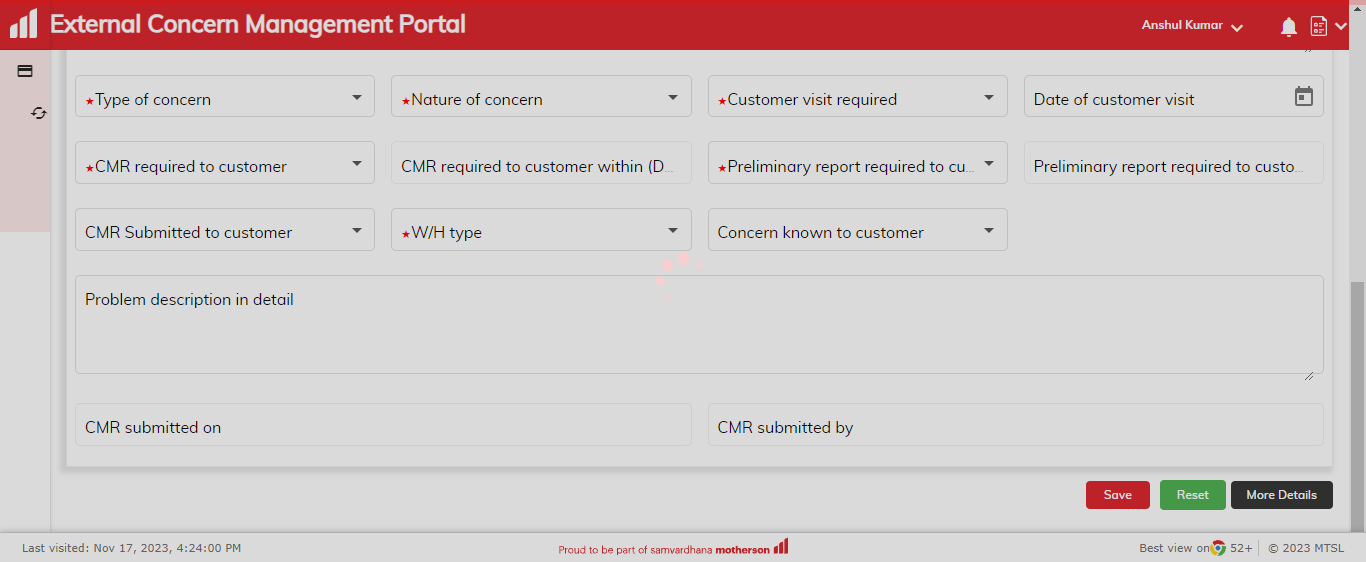 External Concern Management Portal
Anshul Kumar
★Type of concern
★Nature of concern
★Customer visit required
Date of customer visit
★CMR required to customer
CMR required to customer within (D...
★Preliminary report required to cu...
Preliminary report required to custo...
CMR Submitted to customer
★W/H type
Concern known to customer
Problem description in detail
CMR submitted on
CMR submitted by
Save
Reset
More Details
Last visited: Nov 17, 2023, 4:24:00 PM
Proud to be part of samvardhana motherson
Best view on 52+
© 2023 MTSL